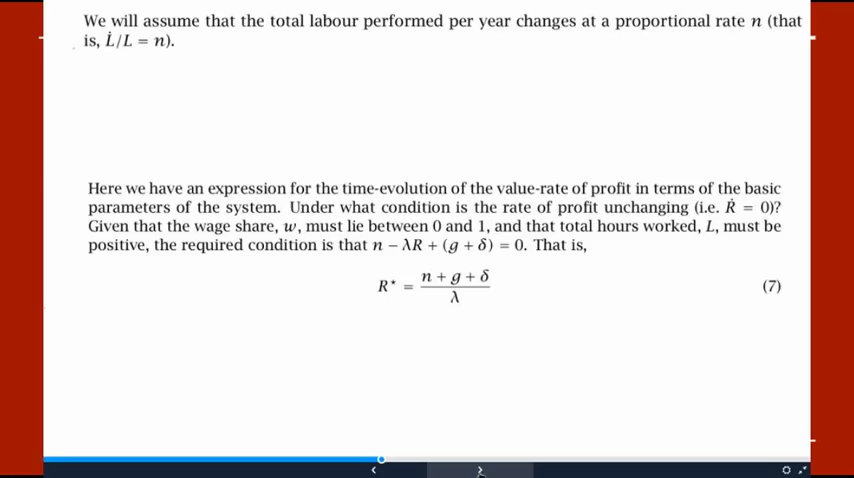 We will assume that the total labour performed per year changes at a proportional rate n (that
is, L̇/L = n).
Here we have an expression for the time-evolution of the value-rate of profit in terms of the basic
parameters of the system. Under what condition is the rate of profit unchanging (i.e. Ṙ = 0)?
Given that the wage share, w, must lie between 0 and 1, and that total hours worked, L, must be
positive, the required condition is that n − λR + (g + δ) = 0. That is,
R⋆ = (n + g + δ)/λ (7)